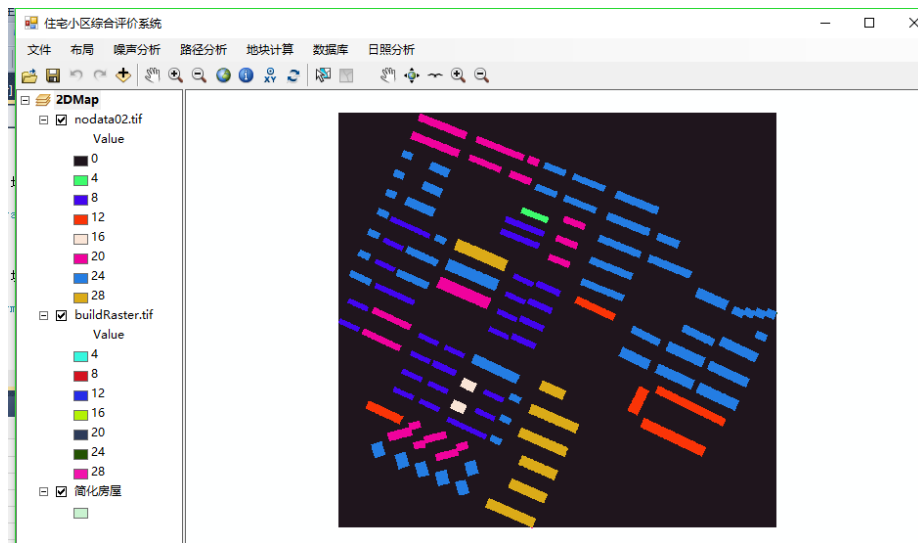 住宅小区综合评价系统
文件 布局 噪声分析 路径分析 地块计算 数据库 日照分析
XY
2DMap
nodata02.tif
Value
0
4
8
12
16
20
24
28
buildRaster.tif
Value
4
8
12
16
20
24
28
简化房屋